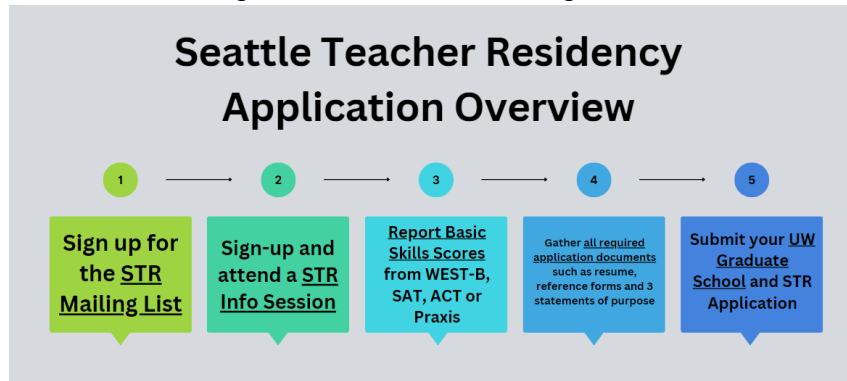 Seattle Teacher Residency
Application Overview
1
2
3
4
5
Sign up for
the STR
Mailing List
Sign-up and
attend a STR
Info Session
Report Basic
Skills Scores
from WEST-B,
SAT, ACT or
Praxis
Gather all required
application documents
such as resume,
reference forms and 3
statements of purpose
Submit your UW
Graduate
School and STR
Application